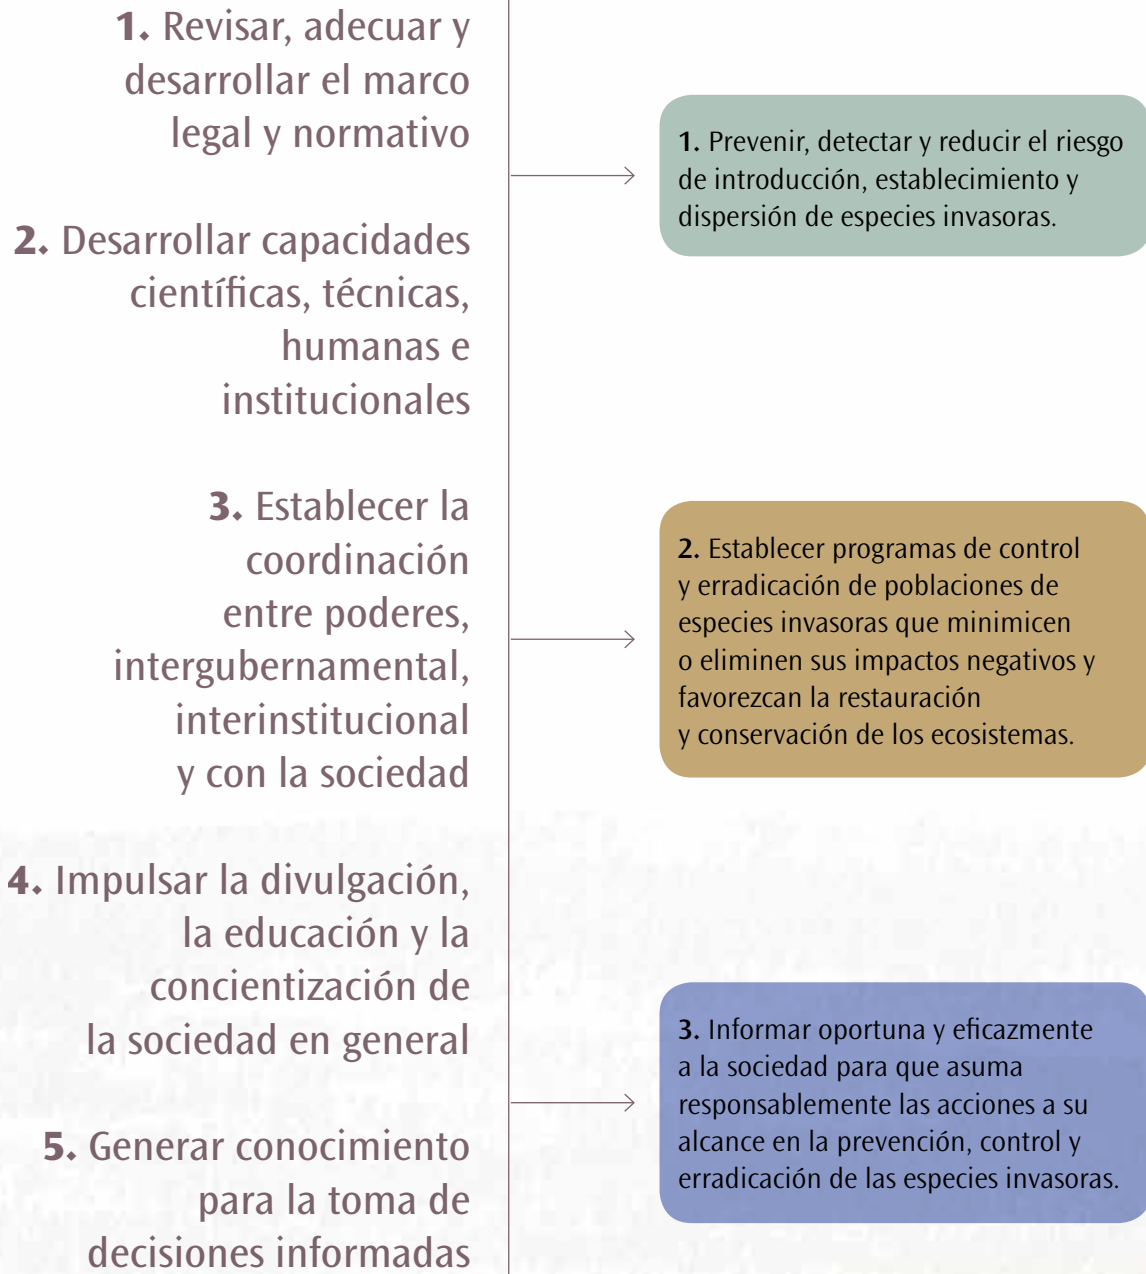 1. Revisar, adecuar y
desarrollar el marco
legal y normativo
2. Desarrollar capacidades
científicas, técnicas,
humanas e
institucionales
3. Establecer la
coordinación
entre poderes,
intergubernamental,
interinstitucional
y con la sociedad
4. Impulsar la divulgación,
la educación y la
concientización de
la sociedad en general
5. Generar conocimiento
para la toma de
decisiones informadas
1. Prevenir, detectar y reducir el riesgo
de introducción, establecimiento y
dispersión de especies invasoras.
2. Establecer programas de control
y erradicación de poblaciones de
especies invasoras que minimicen
o eliminen sus impactos negativos y
favorezcan la restauración
y conservación de los ecosistemas.
3. Informar oportuna y eficazmente
a la sociedad para que asuma
responsablemente las acciones a su
alcance en la prevención, control y
erradicación de las especies invasoras.